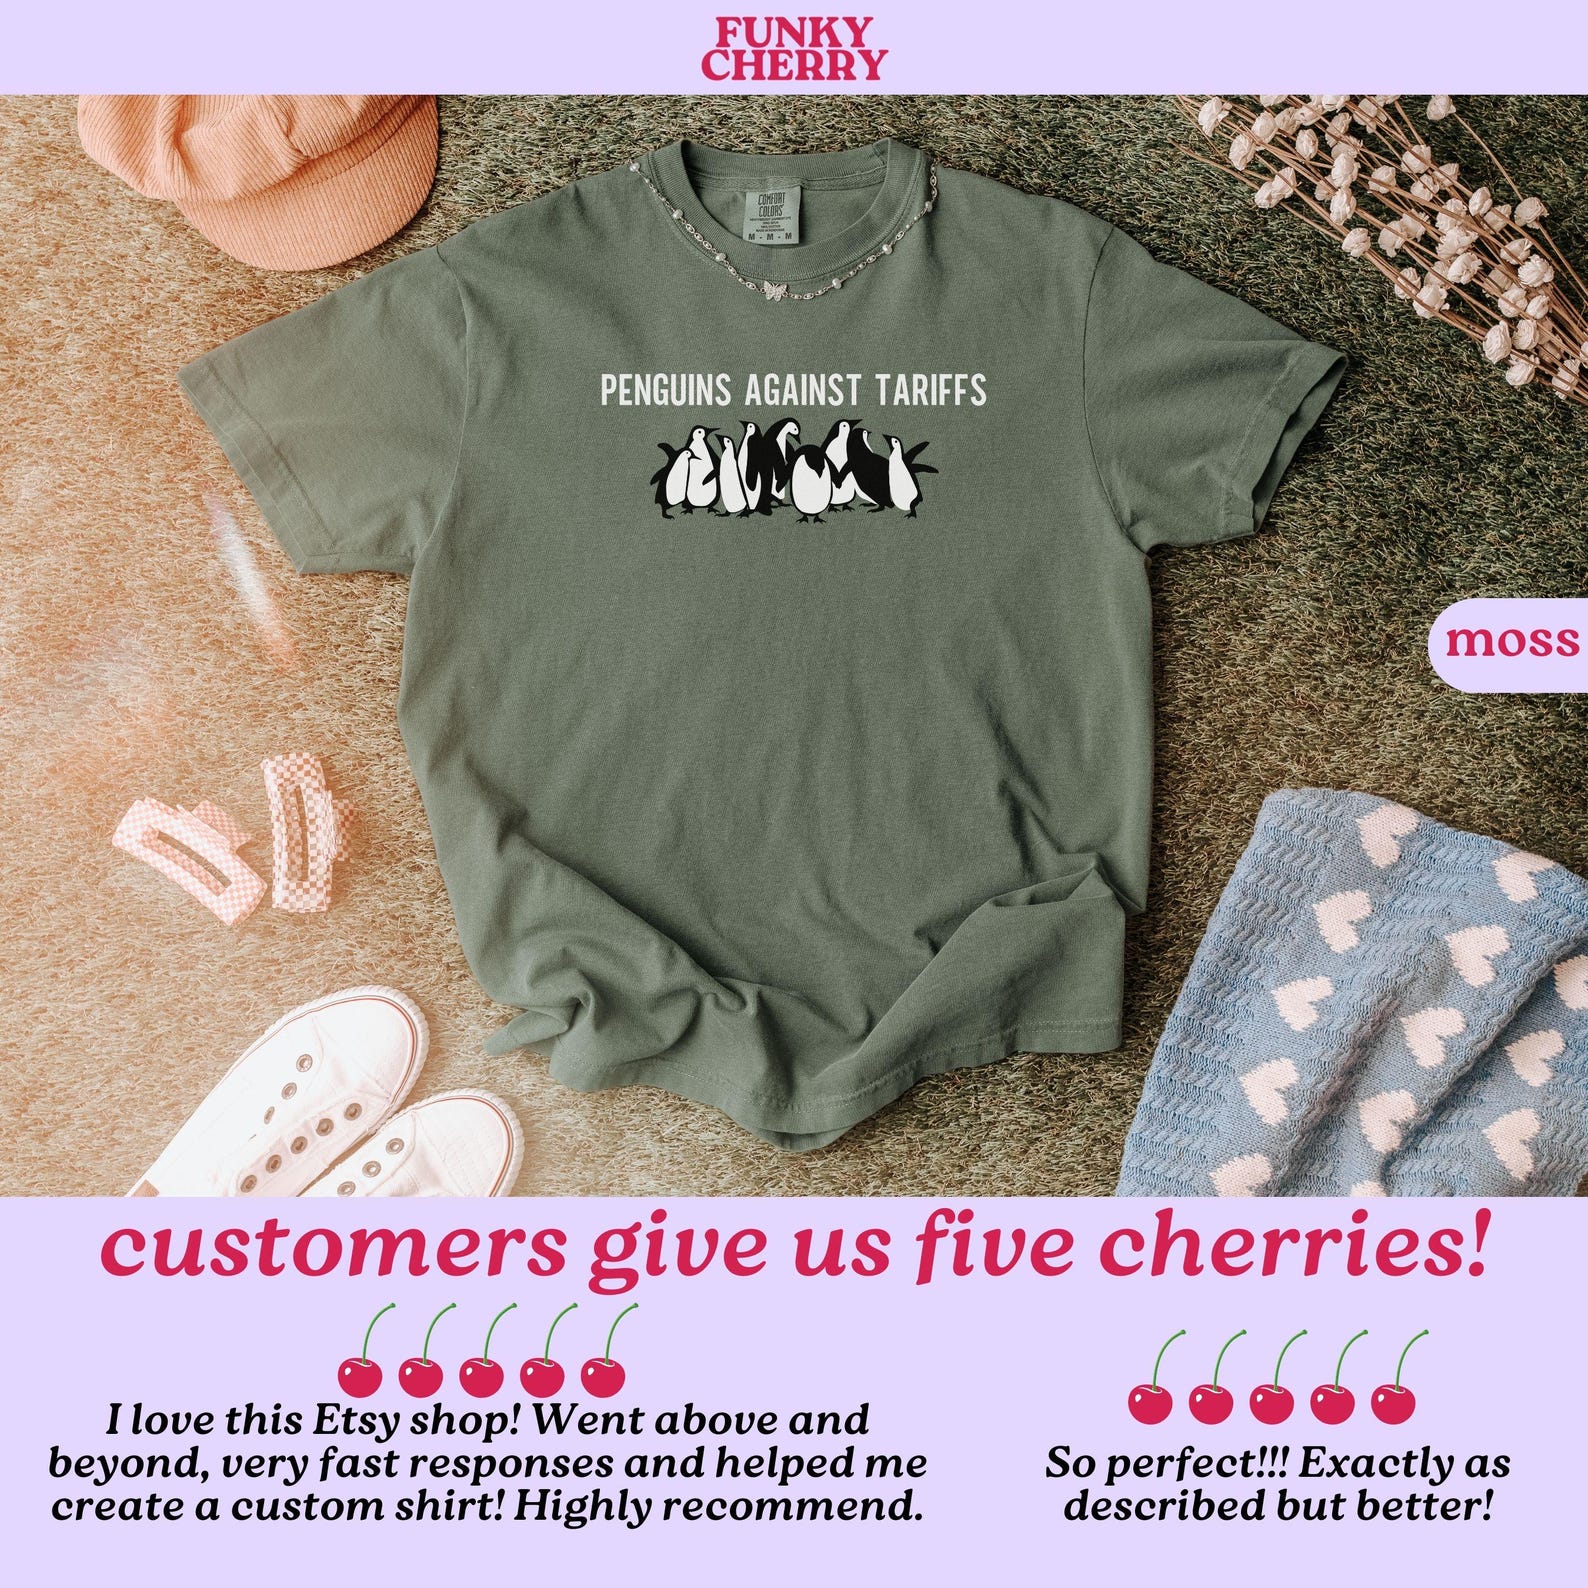 FUNKY
CHERRY
COMFORT
COLORS
M - M - M
PENGUINS AGAINST TARIFFS
moss
customers give us five cherries!
I love this Etsy shop! Went above and
beyond, very fast responses and helped me
create a custom shirt! Highly recommend.
So perfect!!! Exactly as
described but better!